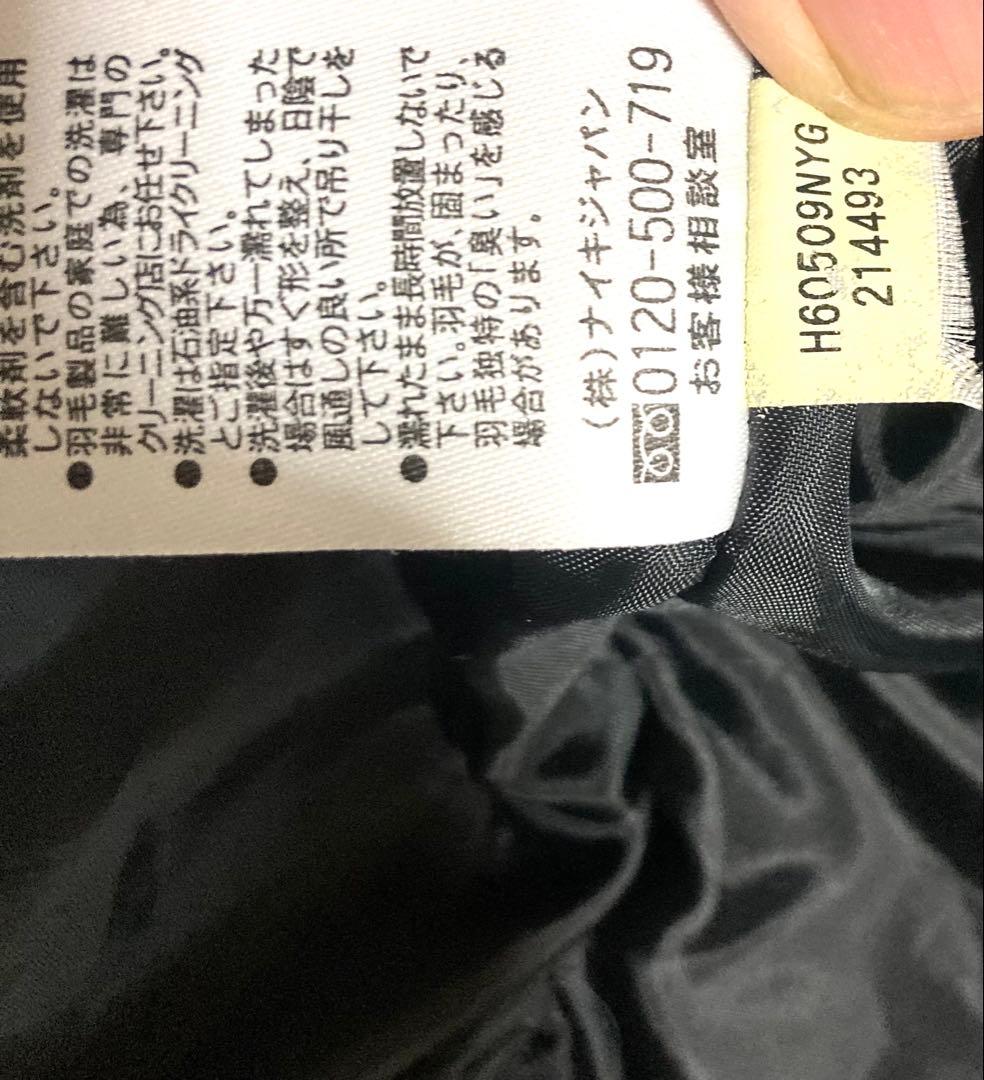 柔軟剤を含む洗剤を使用
しないで下さい。
●羽毛製品の家庭での洗濯は
非常に難しい為、専門の
クリーニング店にお任せ下さい。
●洗濯は石油系ドライクリーニング
とご指定下さい。
●洗濯後や万一濡れてしまった
場合はすぐ形を整え、日陰で
風通しの良い所で吊り干しを
して下さい。
●濡れたまま長時間放置しないで
下さい。羽毛が、固まったり、
羽毛独特の「臭い」を感じる
場合があります。
(株)ナイキジャパン
0120-500-719
お客様相談室
H60509NYG
214493